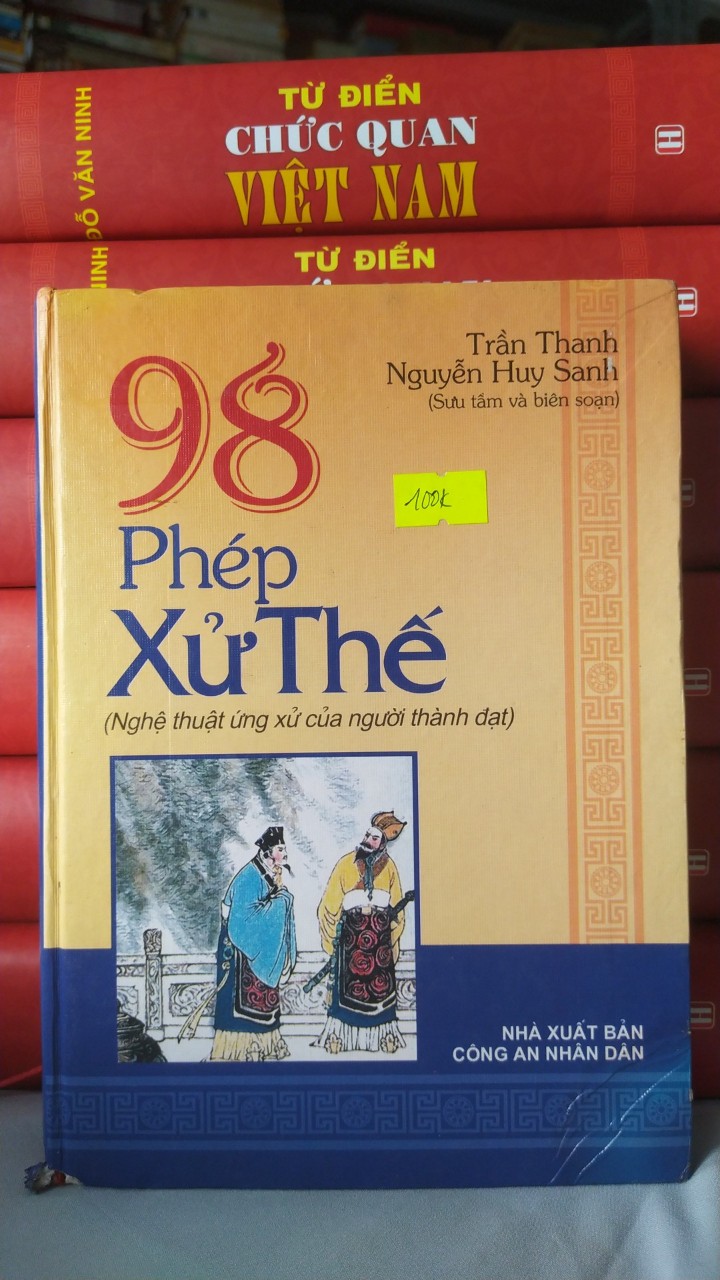 ĐỖ VĂN NINH
TỪ ĐIỂN
CHỨC QUAN
VIỆT NAM
H
NINH
TỪ ĐIỂN
H
Trần Thanh
Nguyễn Huy Sanh
(Sưu tầm và biên soạn)
98
100k
Phép
Xử Thế
(Nghệ thuật ứng xử của người thành đạt)
NHÀ XUẤT BẢN
CÔNG AN NHÂN DÂN